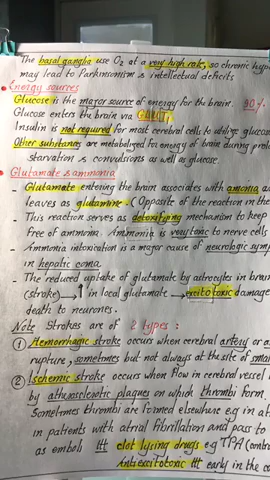 The basal ganglia use O2 at a very high rate, so chronic hypo
may lead to Parkinsonism & intellectual deficits
* Energy sources
Glucose is the major source of energy for the brain. 90%
Glucose enters the brain via GLUT1
Insulin is not required for most cerebral cells to utilize glucose
Other substances are metabolized for energy of brain during prol
starvation & convulsions as well as glucose.
* Glutamate & ammonia
- Glutamate entering the brain associates with amonia a
leaves as glutamine. (Opposite of the reaction in the
- This reaction serves as detoxifying mechanism to keep
free of ammonia. Ammonia is very toxic to nerve cells
- Ammonia intoxication is a major cause of neurologic sym
in hepatic coma.
- The reduced uptake of glutamate by astrocytes in brain
(stroke) → ↑ in local glutamate → excitotoxic damage
death to neurones.
Note Strokes are of 2 types :
① Hemorrhagic stroke occurs when cerebral artery or a
rupture, sometimes but not always at the site of small
② Ischemic stroke occurs when flow in cerebral vessel
by atherosclerotic plaques on which thrombi form,
Sometimes thrombi are formed elsewhere e.g in at
in patients with atrial fibrillation and pass to
as emboli ttt clot lysing drugs e.g TPA (contr
Antiexcitotoxic ttt early in the co